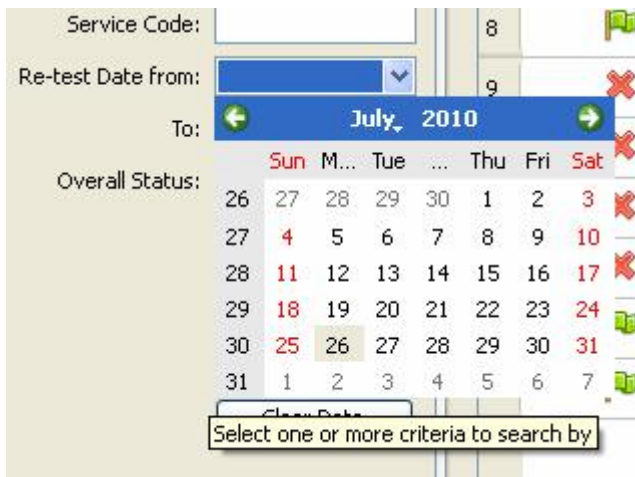 Service Code:
8
Re-test Date from:
9
To:
July 2010
Sun M... Tue ... Thu Fri Sat
Overall Status:
26 27 28 29 30 1 2 3
27 4 5 6 7 8 9 10
28 11 12 13 14 15 16 17
29 18 19 20 21 22 23 24
30 25 26 27 28 29 30 31
31 1 2 3 4 5 6 7
Select one or more criteria to search by